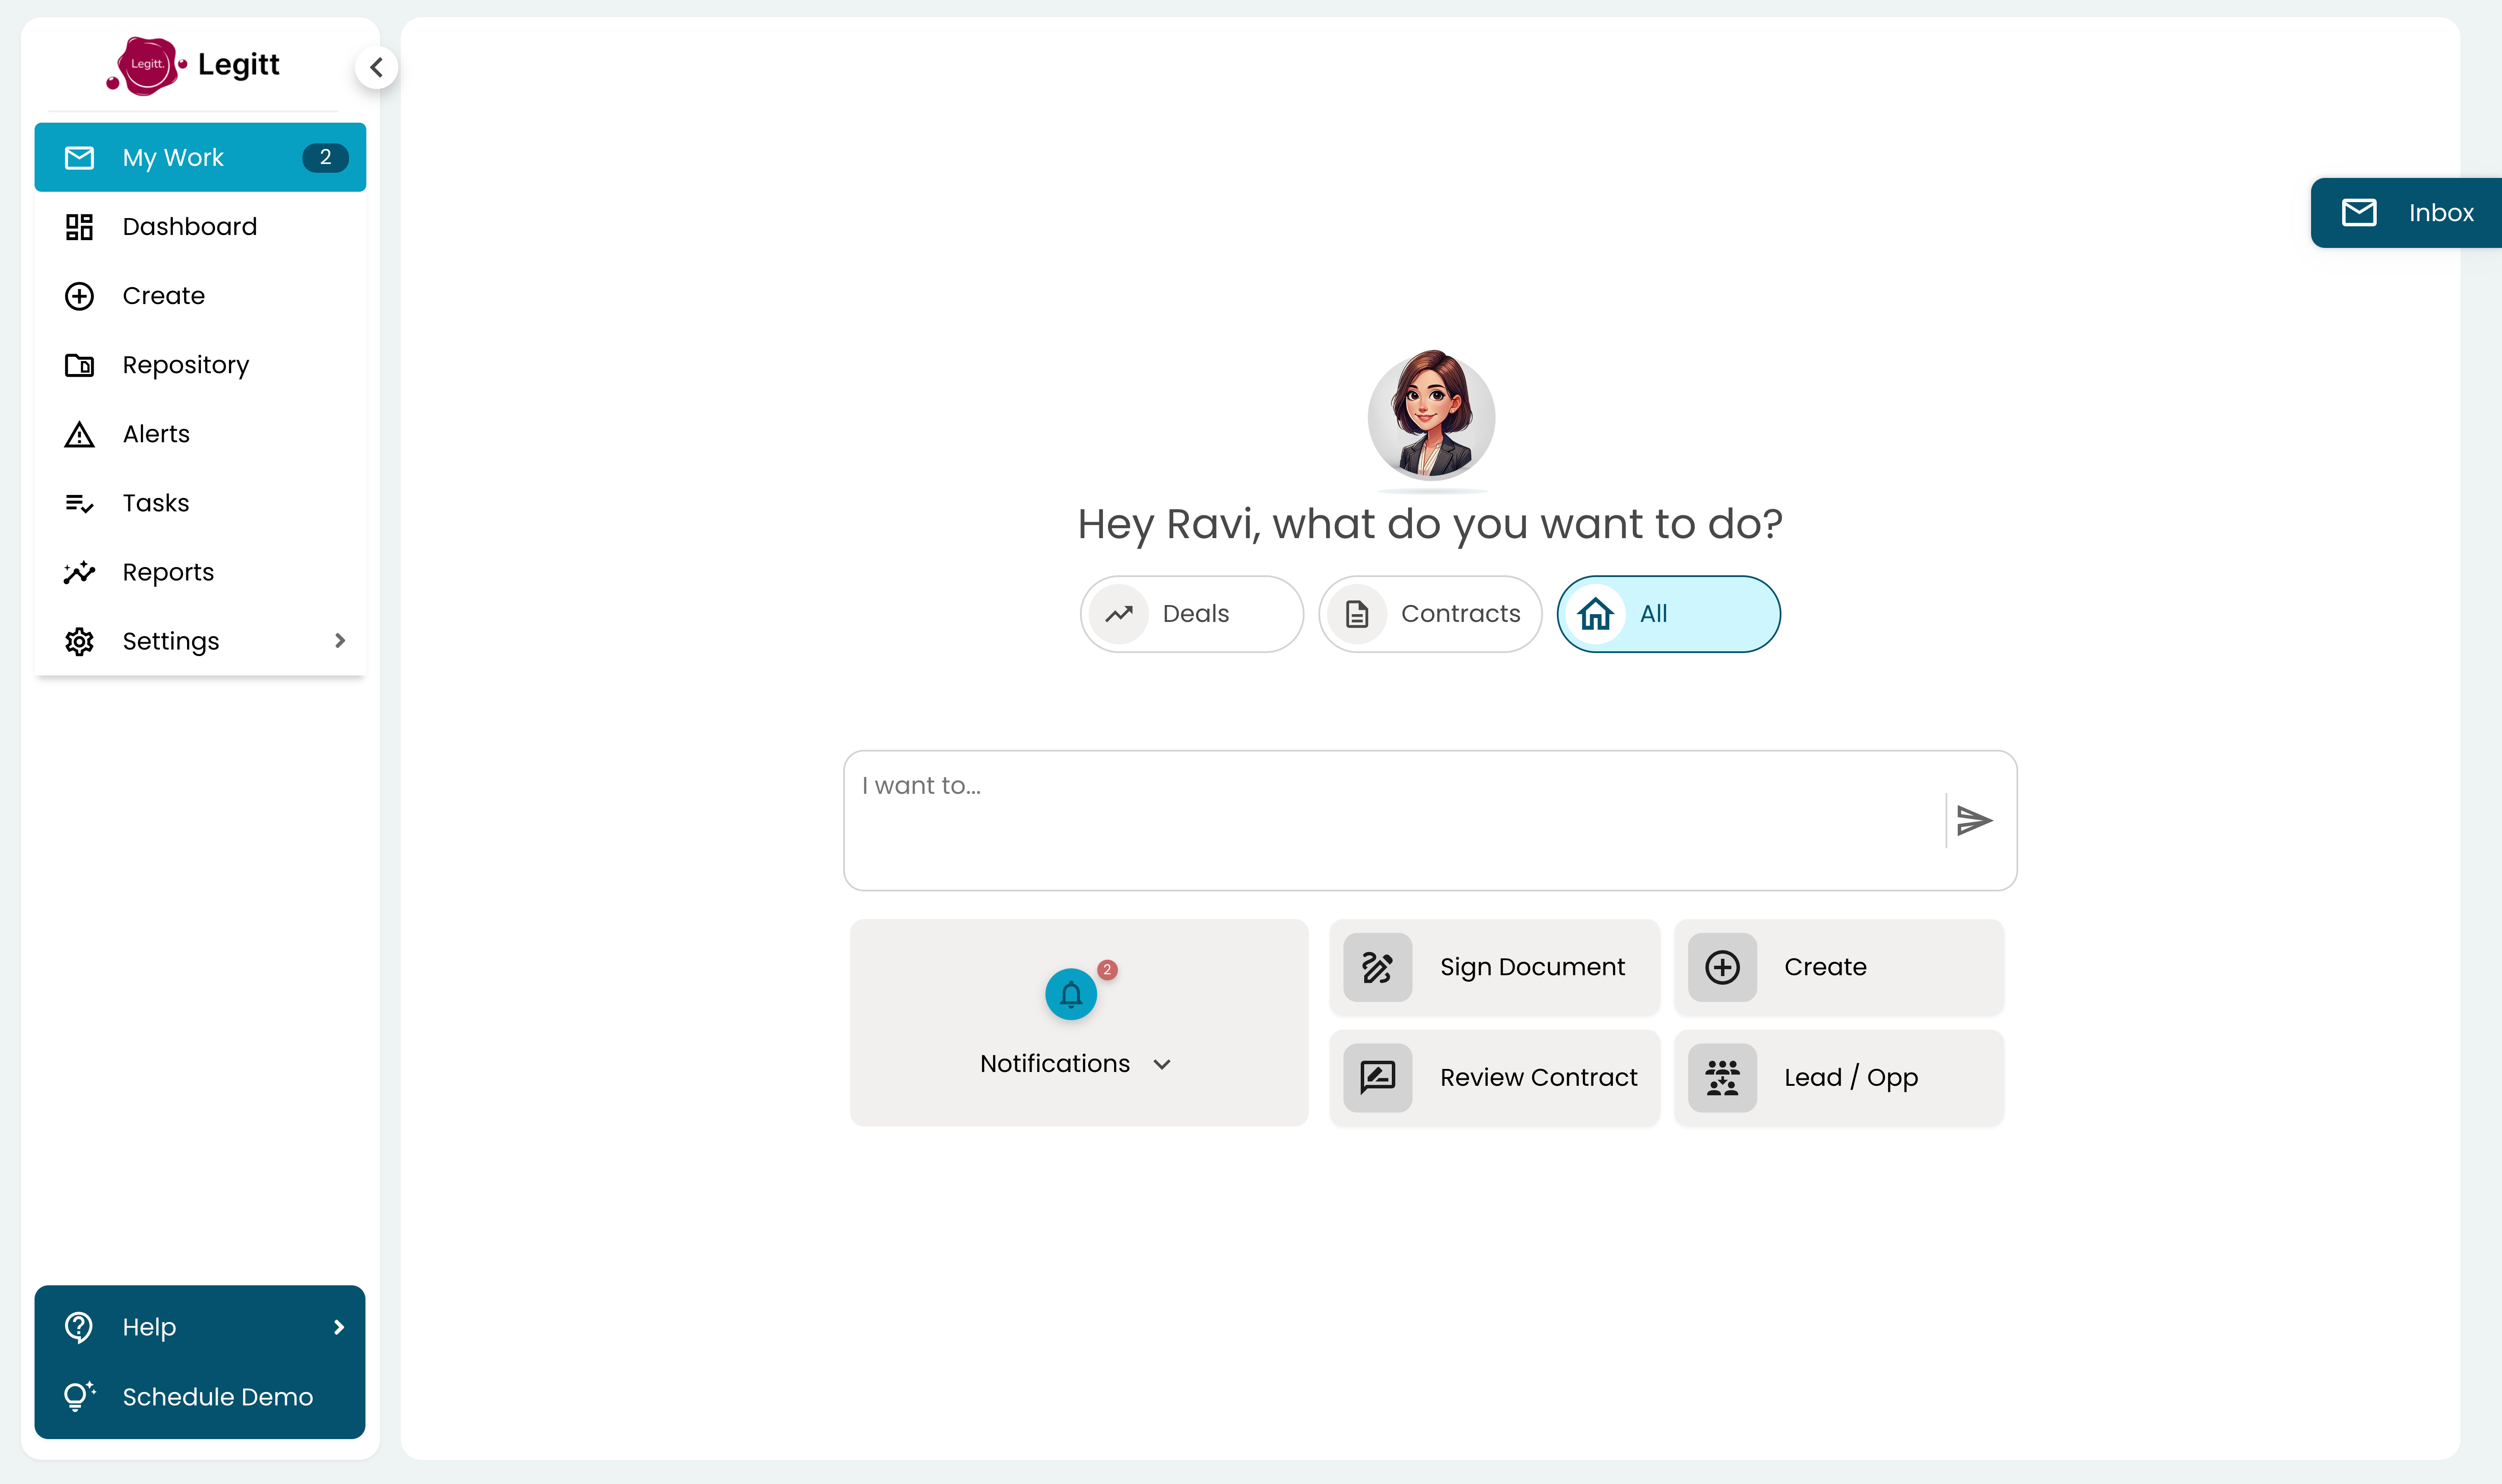 Legitt.
Legitt
My Work
2
Dashboard
Create
Repository
Alerts
Tasks
Reports
Settings
Help
Schedule Demo
Inbox
Hey Ravi, what do you want to do?
Deals
Contracts
All
I want to...
2
Notifications
Sign Document
Create
Review Contract
Lead / Opp